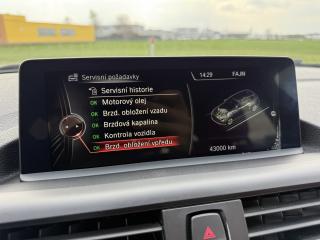 Servisní požadavky
14:29
FAJN
Servisní historie
OK Motorový olej
OK Brzd. obložení vzadu
OK Brzdová kapalina
OK Kontrola vozidla
OK Brzd. obložení vpředu
43000 km